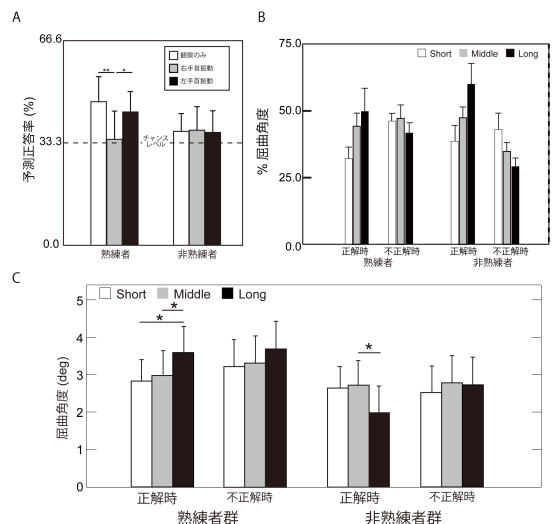 A
66.6
33.3
0.0
予測正答率 (%)
観察のみ
右手首振動
左手首振動
** *
チャンス
レベル
熟練者 非熟練者
B
75.0
50.0
25.0
0.0
% 屈曲角度
Short Middle Long
正解時 不正解時 正解時 不正解時
熟練者 非熟練者
C
Short Middle Long
5
4
3
2
1
0
屈曲角度 (deg)
*
*
*
正解時 不正解時 正解時 不正解時
熟練者群 非熟練者群